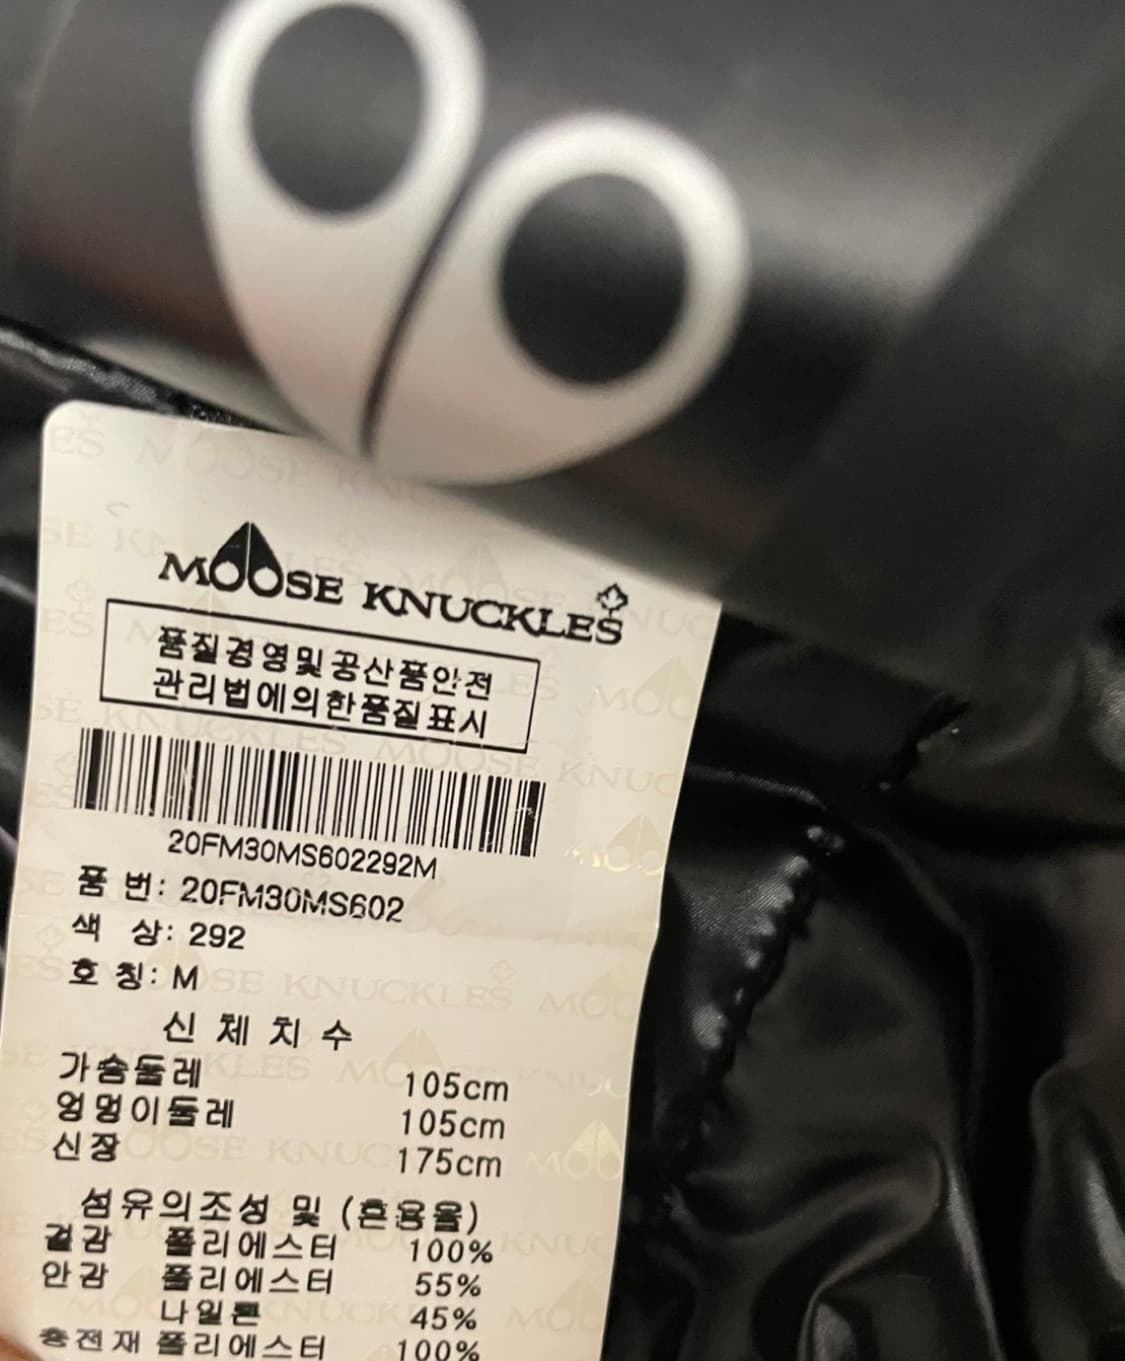 MOOSE KNUCKLES
품질경영및공산품안전
관리법에의한품질표시
20FM30MS602292M
품 번: 20FM30MS602
색 상: 292
호 칭: M
신 체 치 수
가슴둘레 105cm
엉덩이둘레 105cm
신장 175cm
섬유의조성 및 (혼용율)
겉감 폴리에스터 100%
안감 폴리에스터 55%
나일론 45%
충전재 폴리에스터 100%